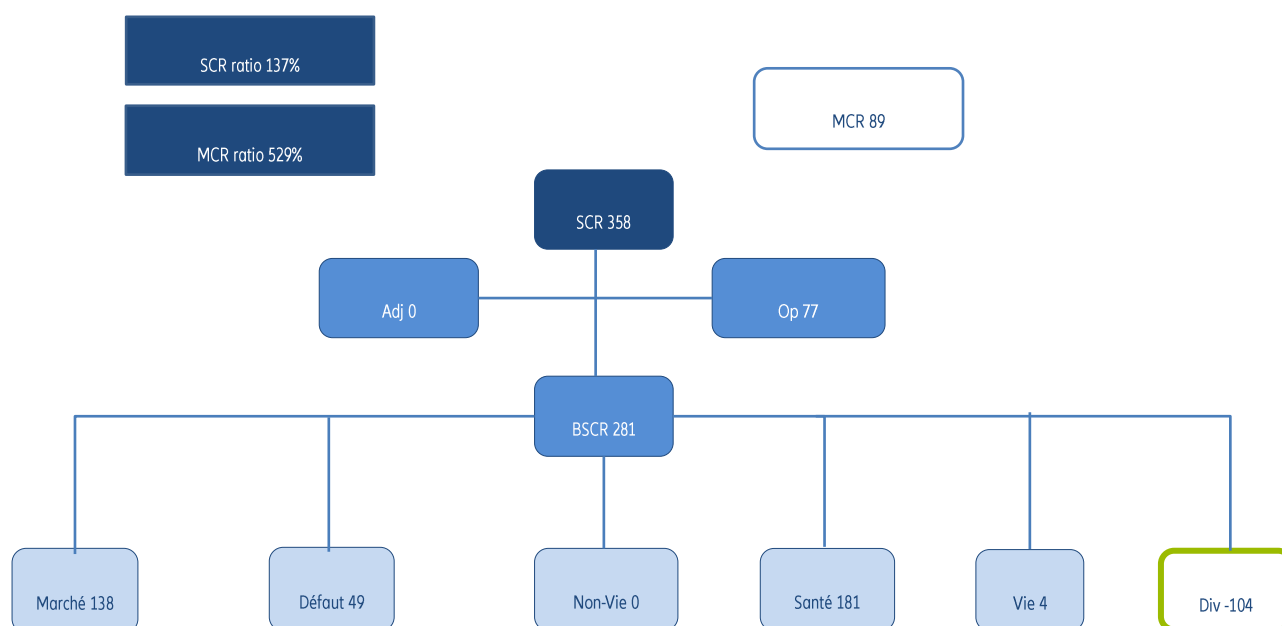 SCR ratio 137%
MCR 89
MCR ratio 529%
SCR 358
Adj 0
Op 77
BSCR 281
Marché 138
Défaut 49
Non-Vie 0
Santé 181
Vie 4
Div -104